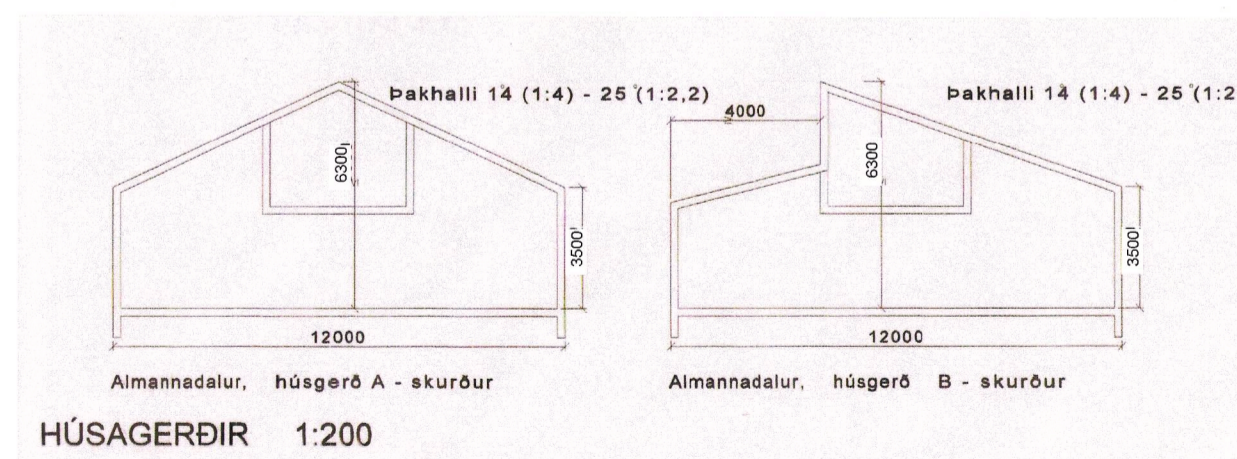 Þakhalli 14° (1:4) - 25° (1:2,2)
6300
3500
12000
Almannadalur, húsgerð A - skurður
Þakhalli 14° (1:4) - 25° (1:2
4000
6300
3500
12000
Almannadalur, húsgerð B - skurður
HÚSAGERÐIR 1:200